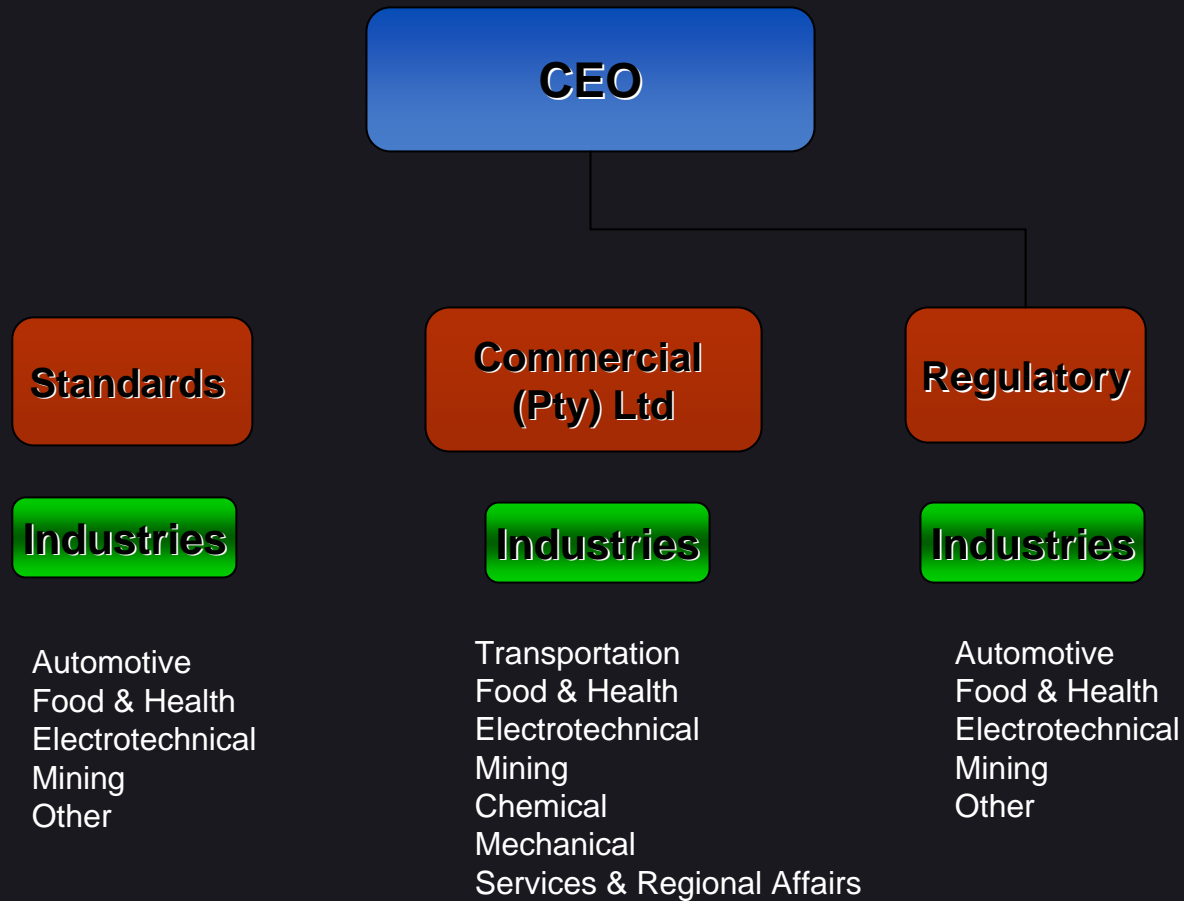 CEO
Standards
Commercial
(Pty) Ltd
Regulatory
Industries
Industries
Industries
Automotive
Food & Health
Electrotechnical
Mining
Other
Transportation
Food & Health
Electrotechnical
Mining
Chemical
Mechanical
Services & Regional Affairs
Automotive
Food & Health
Electrotechnical
Mining
Other